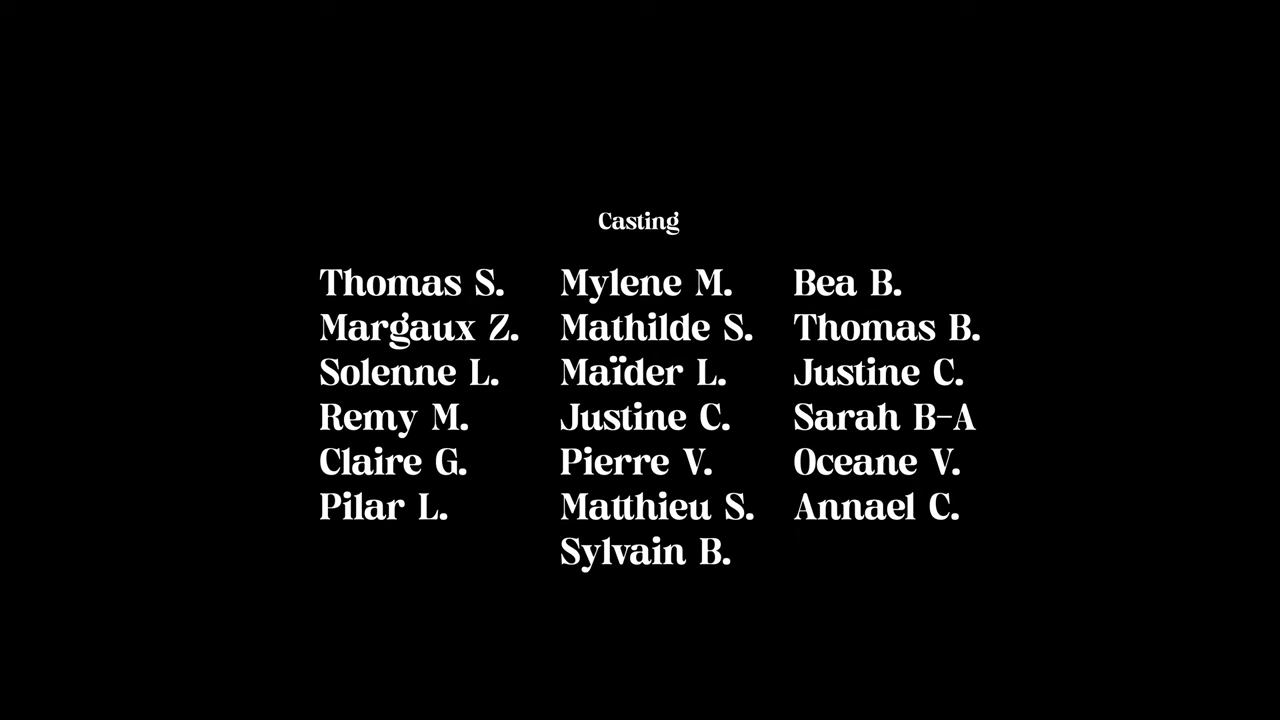 Casting
Thomas S.
Margaux Z.
Solenne L.
Remy M.
Claire G.
Pilar L.
Mylene M.
Mathilde S.
Maïder L.
Justine C.
Pierre V.
Matthieu S.
Sylvain B.
Bea B.
Thomas B.
Justine C.
Sarah B-A
Oceane V.
Annael C.